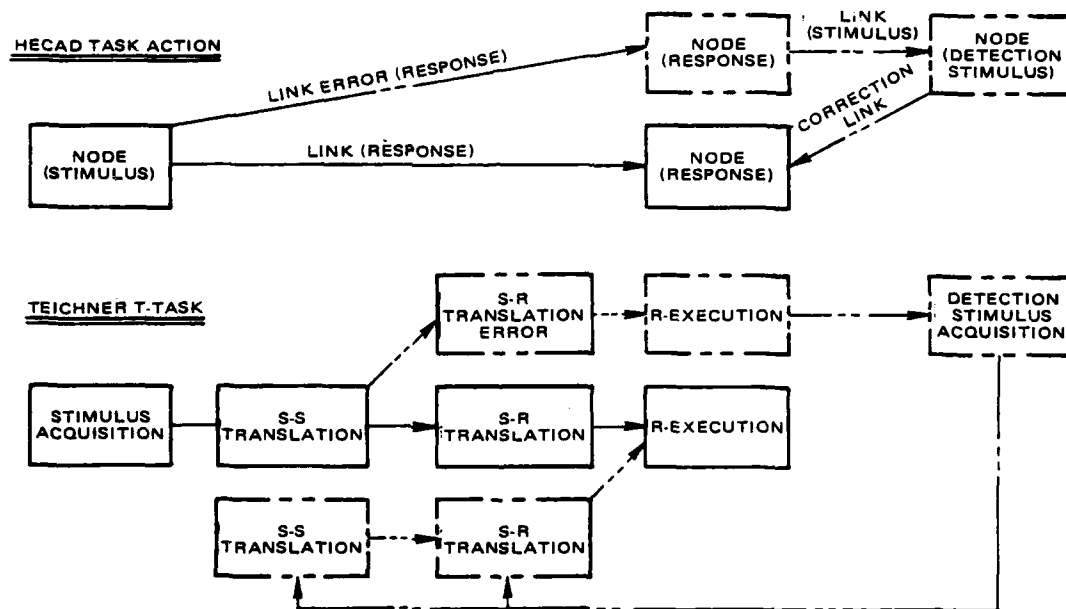 HECAD TASK ACTION
NODE
(RESPONSE)
LINK
(STIMULUS)
NODE
(DETECTION
STIMULUS)
LINK ERROR (RESPONSE)
CORRECTION
LINK
NODE
(STIMULUS)
LINK (RESPONSE)
NODE
(RESPONSE)
TEICHNER T-TASK
S-R
TRANSLATION
ERROR
R-EXECUTION
DETECTION
STIMULUS
ACQUISITION
STIMULUS
ACQUISITION
S-S
TRANSLATION
S-R
TRANSLATION
R-EXECUTION
S-S
TRANSLATION
S-R
TRANSLATION